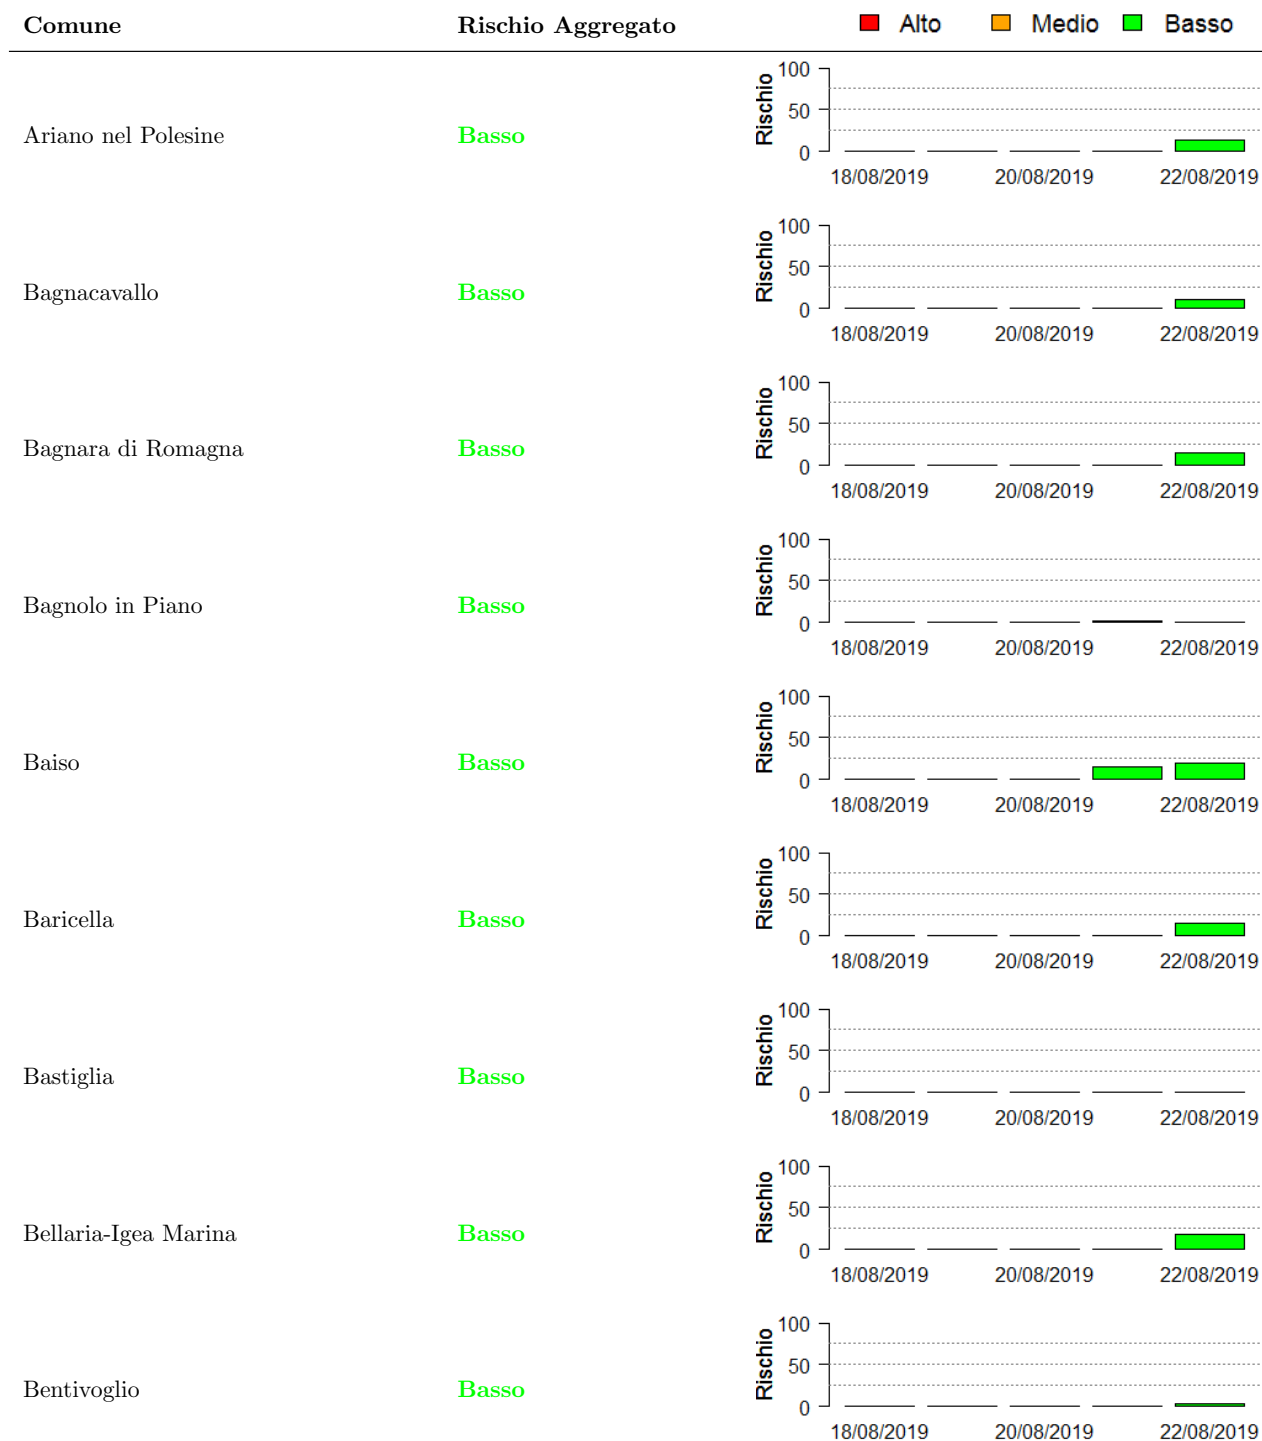 Comune Rischio Aggregato Alto Medio Basso
100
50
0
Rischio
Ariano nel Polesine Basso
18/08/2019 20/08/2019 22/08/2019
100
50
0
Rischio
Bagnacavallo Basso
18/08/2019 20/08/2019 22/08/2019
100
50
0
Rischio
Bagnara di Romagna Basso
18/08/2019 20/08/2019 22/08/2019
100
50
0
Rischio
Bagnolo in Piano Basso
18/08/2019 20/08/2019 22/08/2019
100
50
0
Rischio
Baiso Basso
18/08/2019 20/08/2019 22/08/2019
100
50
0
Rischio
Baricella Basso
18/08/2019 20/08/2019 22/08/2019
100
50
0
Rischio
Bastiglia Basso
18/08/2019 20/08/2019 22/08/2019
100
50
0
Rischio
Bellaria-Igea Marina Basso
18/08/2019 20/08/2019 22/08/2019
100
50
0
Rischio
Bentivoglio Basso
18/08/2019 20/08/2019 22/08/2019